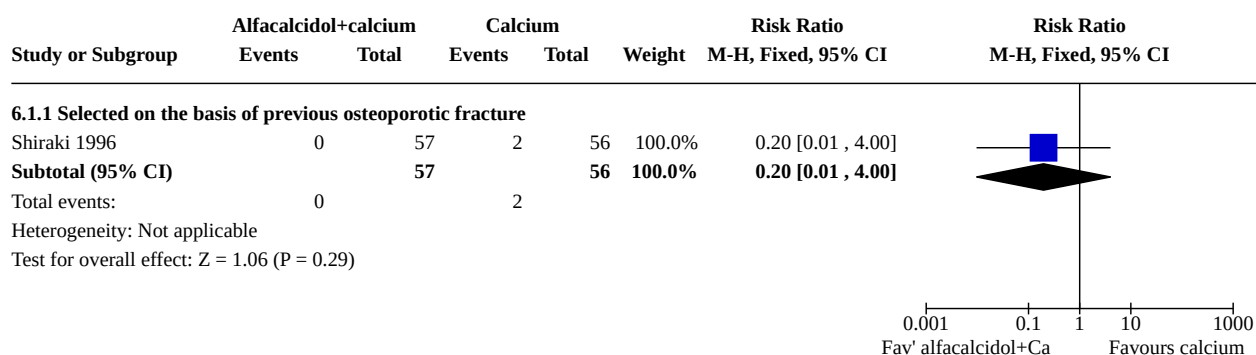 Alfacalcidol+calcium Calcium Risk Ratio Risk Ratio
Study or Subgroup Events Total Events Total Weight M-H, Fixed, 95% CI M-H, Fixed, 95% CI
6.1.1 Selected on the basis of previous osteoporotic fracture
Shiraki 1996 0 57 2 56 100.0% 0.20 [0.01 , 4.00]
Subtotal (95% CI) 57 56 100.0% 0.20 [0.01 , 4.00]
Total events: 0 2
Heterogeneity: Not applicable
Test for overall effect: Z = 1.06 (P = 0.29)
0.001 0.1 1 10 1000
Fav' alfacalcidol+Ca Favours calcium